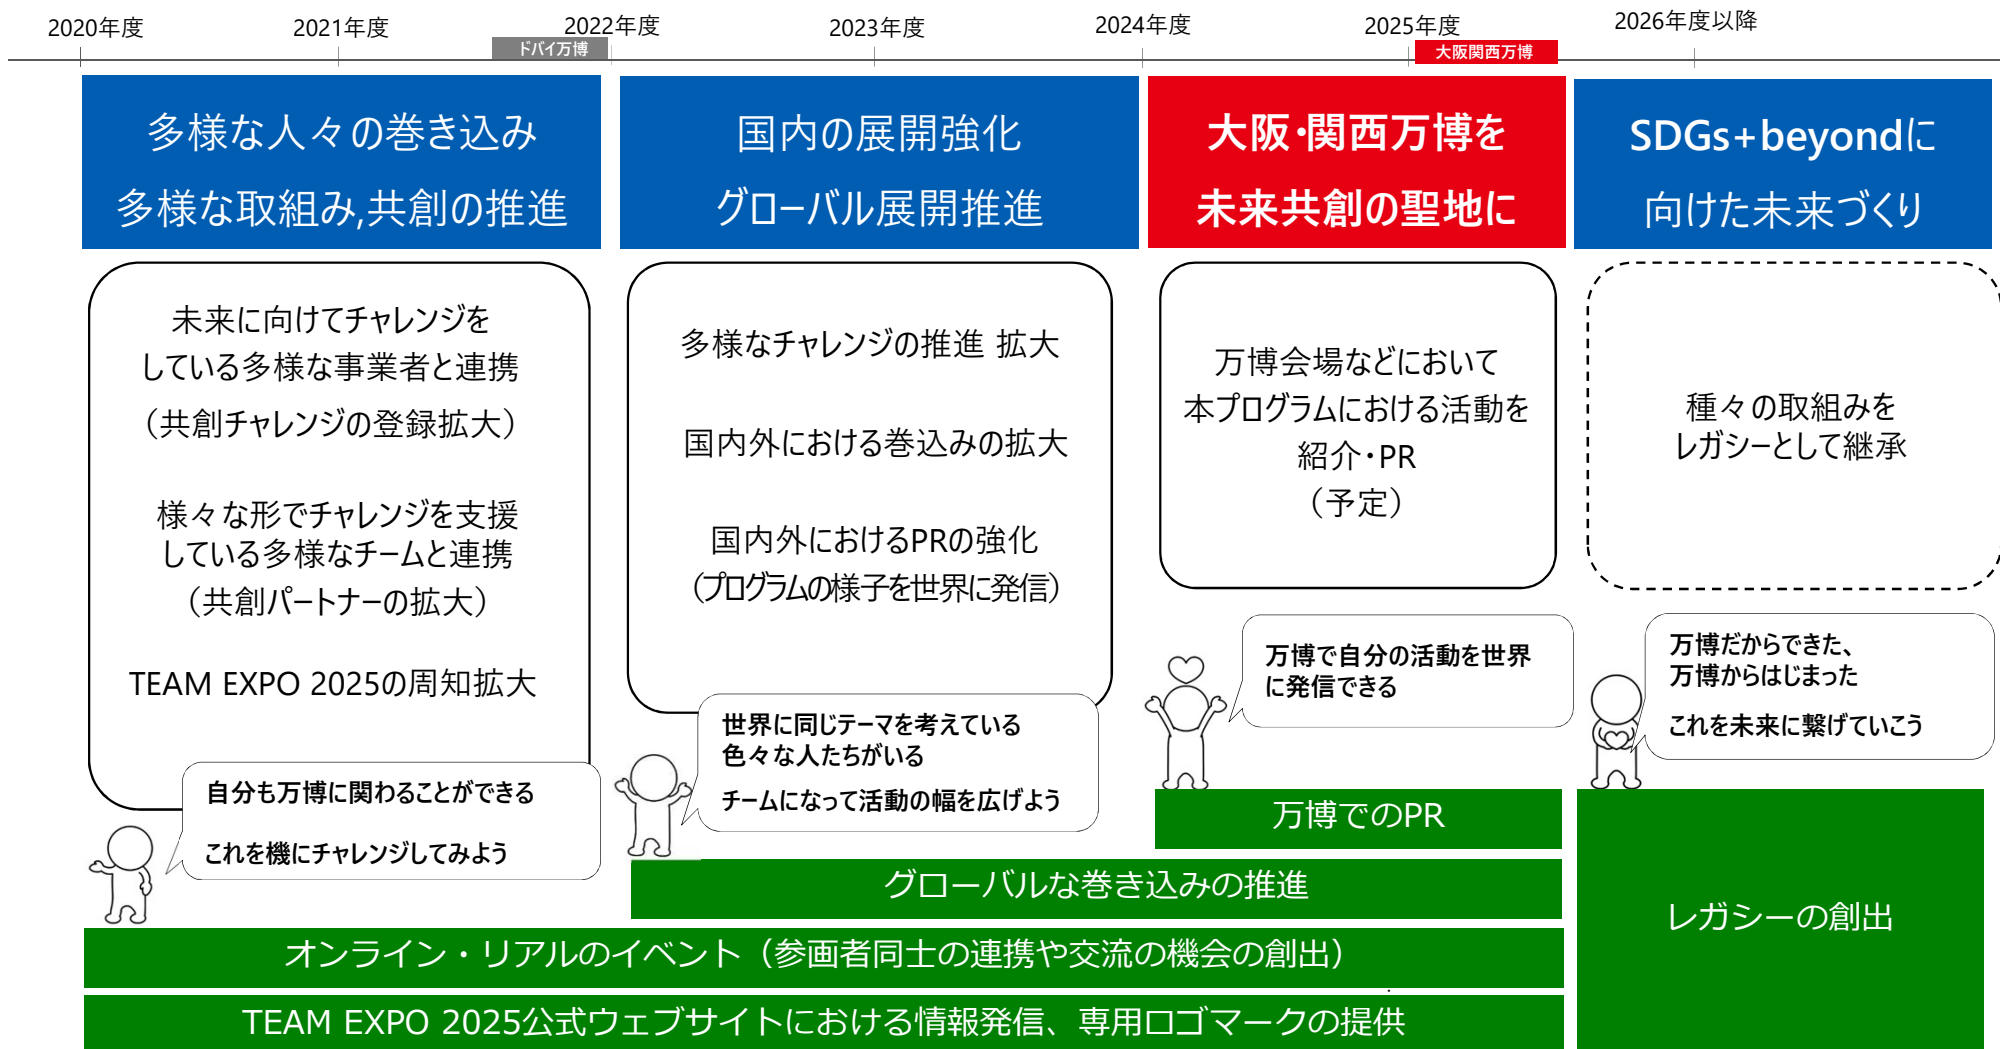 2020年度
2021年度
2022年度
2023年度
2024年度
2025年度
2026年度以降
ドバイ万博
大阪関西万博
多様な人々の巻き込み
多様な取組み,共創の推進
国内の展開強化
グローバル展開推進
大阪・関西万博を
未来共創の聖地に
SDGs+beyondに
向けた未来づくり
未来に向けてチャレンジを
している多様な事業者と連携
（共創チャレンジの登録拡大）
様々な形でチャレンジを支援
している多様なチームと連携
（共創パートナーの拡大）
TEAM EXPO 2025の周知拡大
多様なチャレンジの推進 拡大
国内外における巻込みの拡大
国内外におけるPRの強化
（プログラムの様子を世界に発信）
万博会場などにおいて
本プログラムにおける活動を
紹介・PR
（予定）
種々の取組みを
レガシーとして継承
自分も万博に関わることができる
これを機にチャレンジしてみよう
世界に同じテーマを考えている
色々な人たちがいる
チームになって活動の幅を広げよう
万博で自分の活動を世界
に発信できる
万博だからできた、
万博からはじまった
これを未来に繋げていこう
万博でのPR
グローバルな巻き込みの推進
オンライン・リアルのイベント（参画者同士の連携や交流の機会の創出）
TEAM EXPO 2025公式ウェブサイトにおける情報発信、専用ロゴマークの提供
レガシーの創出